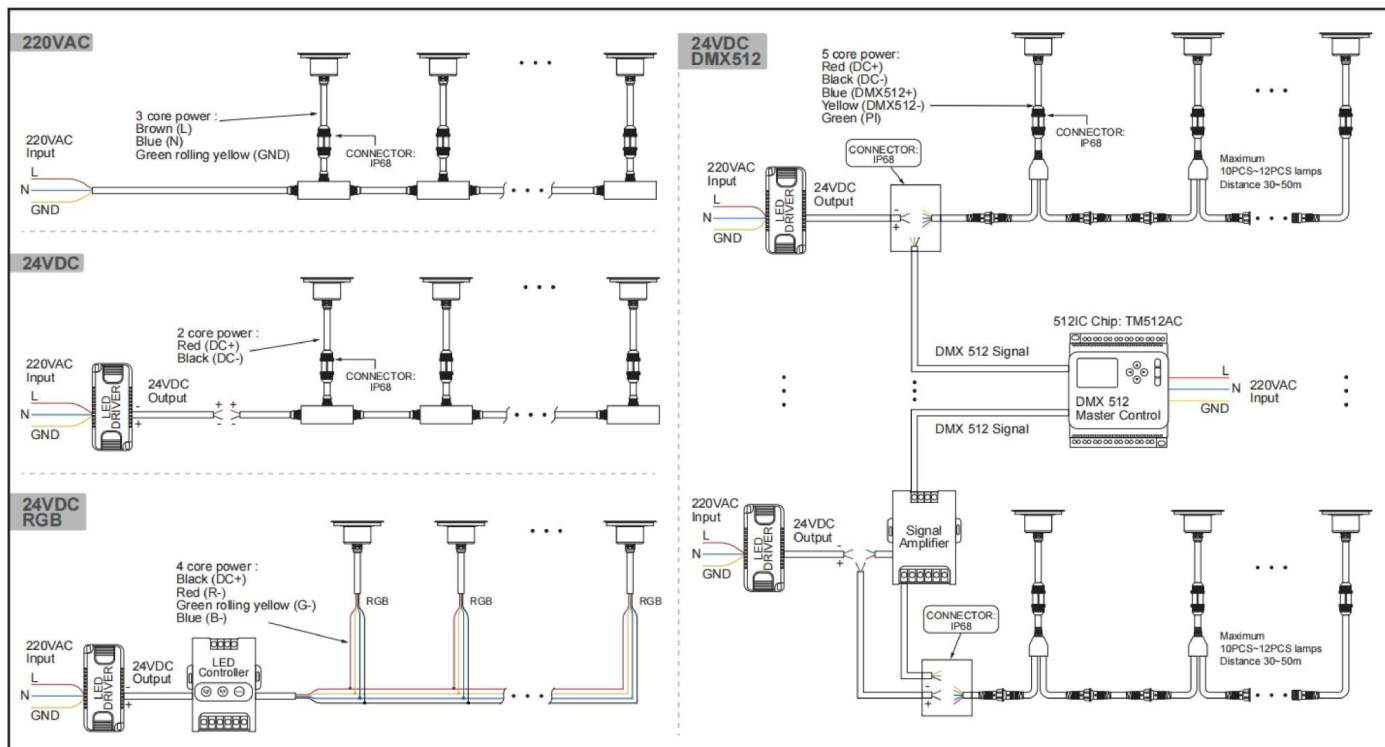 220VAC
3 core power :
Brown (L)
Blue (N)
Green rolling yellow (GND)
CONNECTOR:
IP68
220VAC
Input
L
N
GND
24VDC
2 core power :
Red (DC+)
Black (DC-)
CONNECTOR:
IP68
220VAC
Input
L
N
GND
LED
DRIVER
24VDC
Output
-
+
+ +
- -
24VDC
RGB
4 core power :
Black (DC+)
Red (R-)
Green rolling yellow (G-)
Blue (B-)
RGB
RGB
RGB
220VAC
Input
L
N
GND
LED
DRIVER
24VDC
Output
-
+
LED
Controller
24VDC
DMX512
5 core power :
Red (DC+)
Black (DC-)
Blue (DMX512+)
Yellow (DMX512-)
Green (PI)
CONNECTOR:
IP68
CONNECTOR:
IP68
220VAC
Input
L
N
GND
LED
DRIVER
24VDC
Output
-
+
Maximum
10PCS~12PCS lamps
Distance 30~50m
512IC Chip: TM512AC
DMX 512 Signal
DMX 512
Master Control
L
N
GND
220VAC
Input
DMX 512 Signal
220VAC
Input
L
N
GND
LED
DRIVER
24VDC
Output
-
+
Signal
Amplifier
CONNECTOR:
IP68
-
+
Maximum
10PCS~12PCS lamps
Distance 30~50m